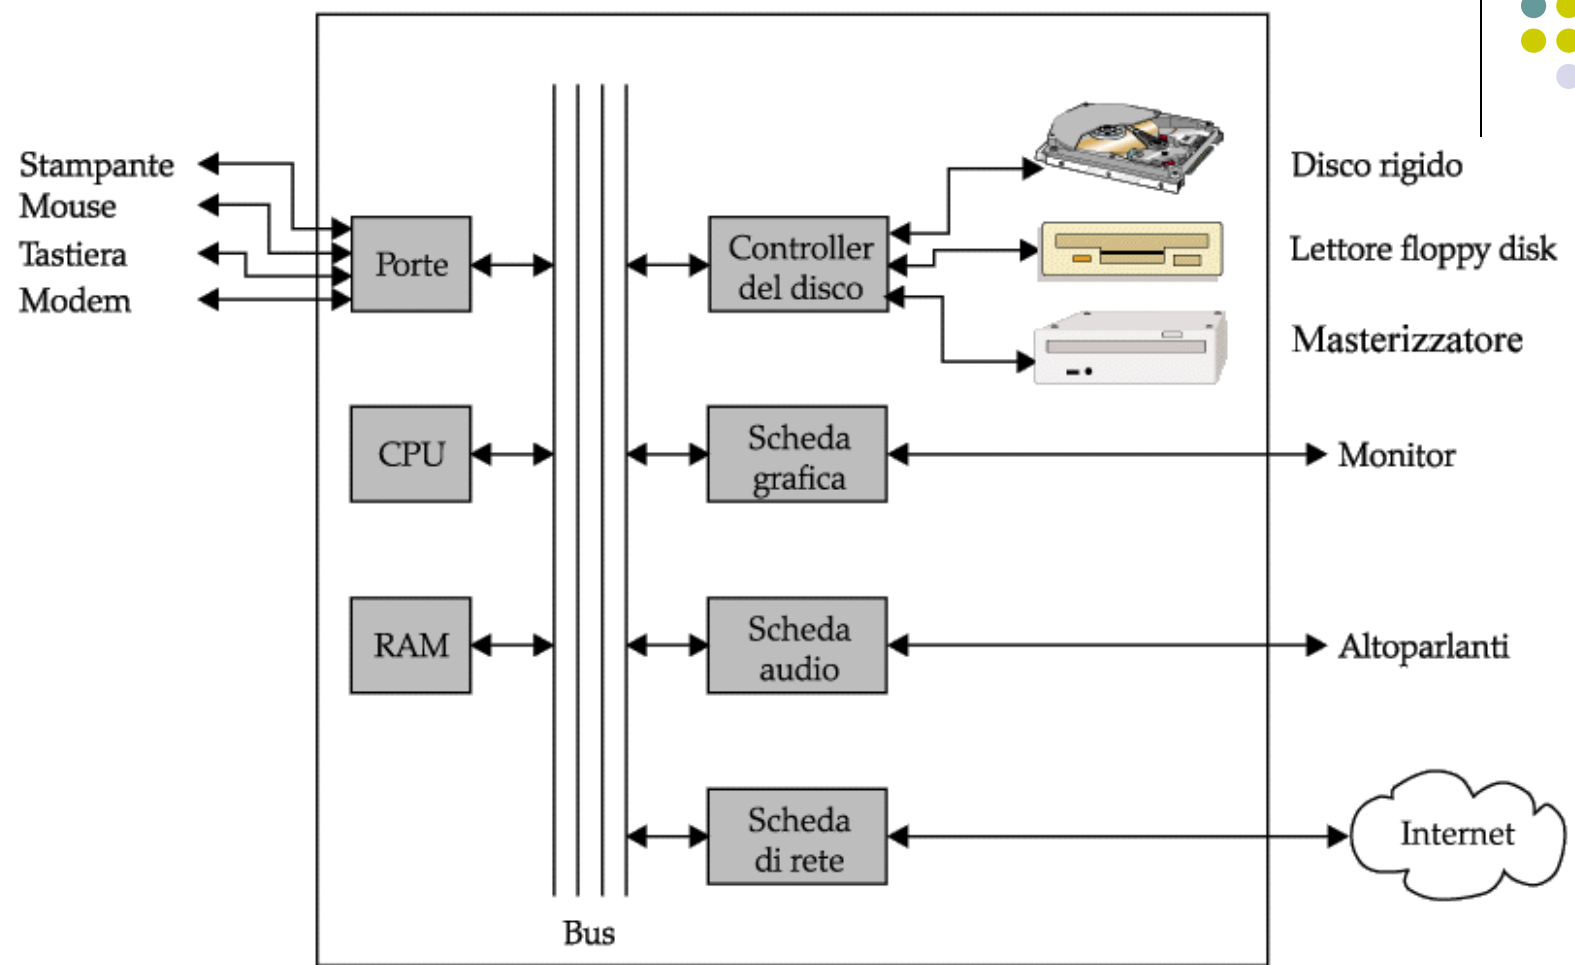 Stampante
Mouse
Tastiera
Modem
Porte
CPU
RAM
Bus
Controller
del disco
Scheda
grafica
Scheda
audio
Scheda
di rete
Disco rigido
Lettore floppy disk
Masterizzatore
Monitor
Altoparlanti
Internet